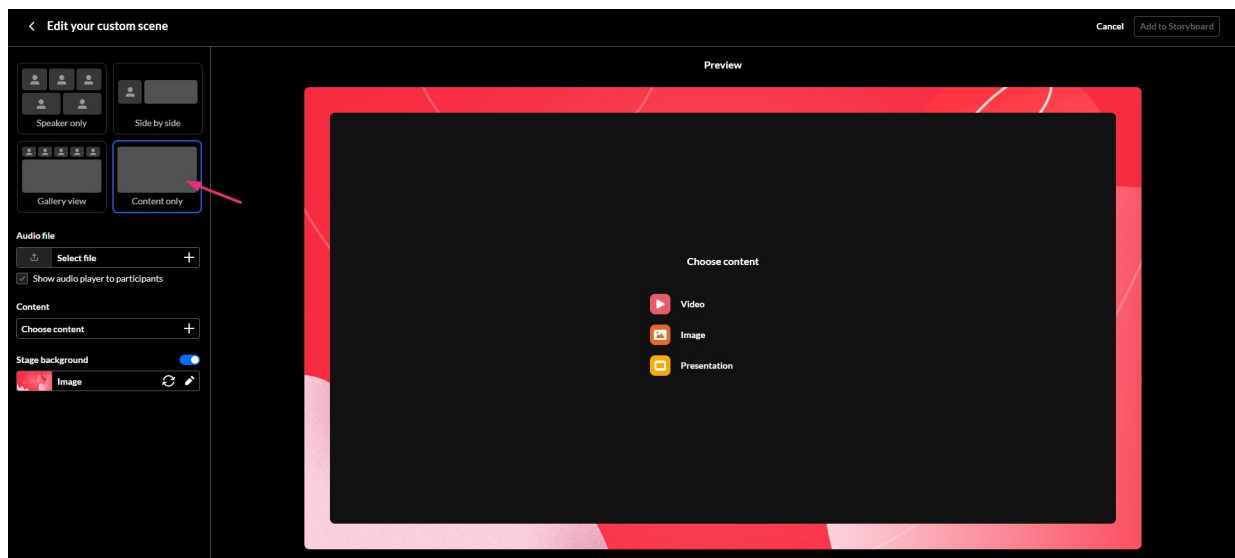 Edit your custom scene
Cancel
Add to Storyboard
Speaker only
Side by side
Gallery view
Content only
Audio file
Select file
Show audio player to participants
Content
Choose content
Stage background
Image
Preview
Choose content
Video
Image
Presentation